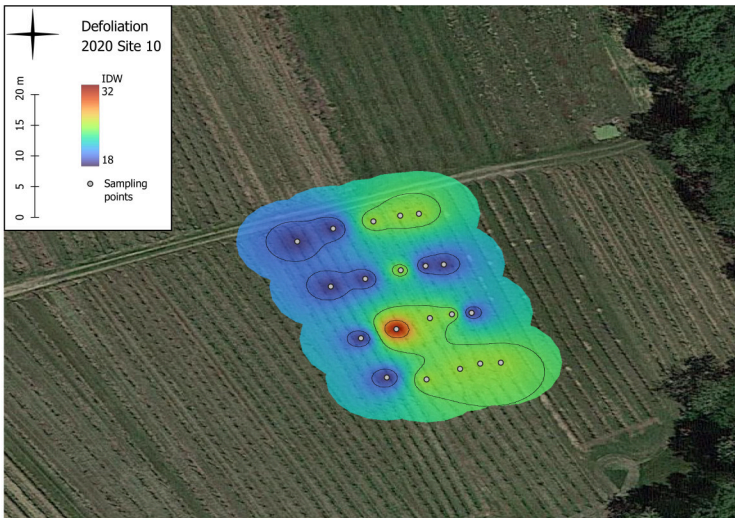 Defoliation
2020 Site 10
20 m
15
10
5
0
IDW
32
18
Sampling
points